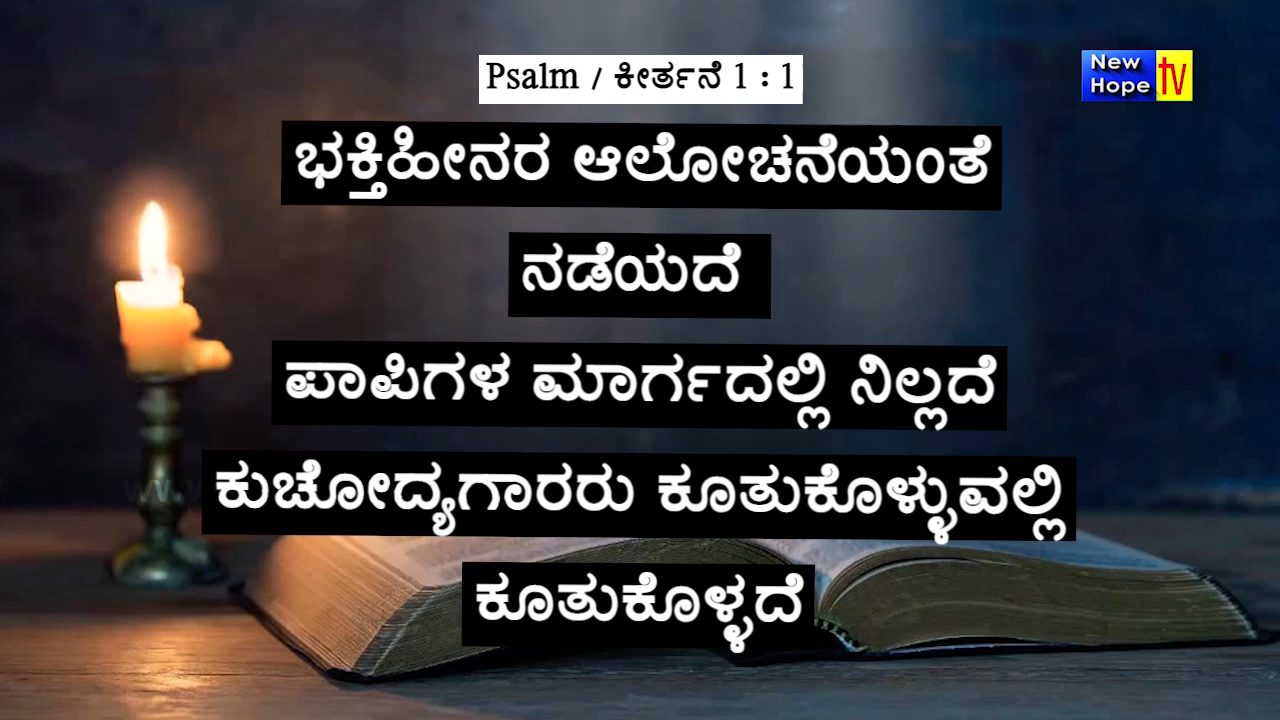 Psalm / ಕೀರ್ತನೆ 1 : 1
New
Hope
tv
ಭಕ್ತಿಹೀನರ ಆಲೋಚನೆಯಂತೆ
ನಡೆಯದೆ
ಪಾಪಿಗಳ ಮಾರ್ಗದಲ್ಲಿ ನಿಲ್ಲದೆ
ಕುಚೋದ್ಯಗಾರರು ಕೂತುಕೊಳ್ಳುವಲ್ಲಿ
ಕೂತುಕೊಳ್ಳದೆ